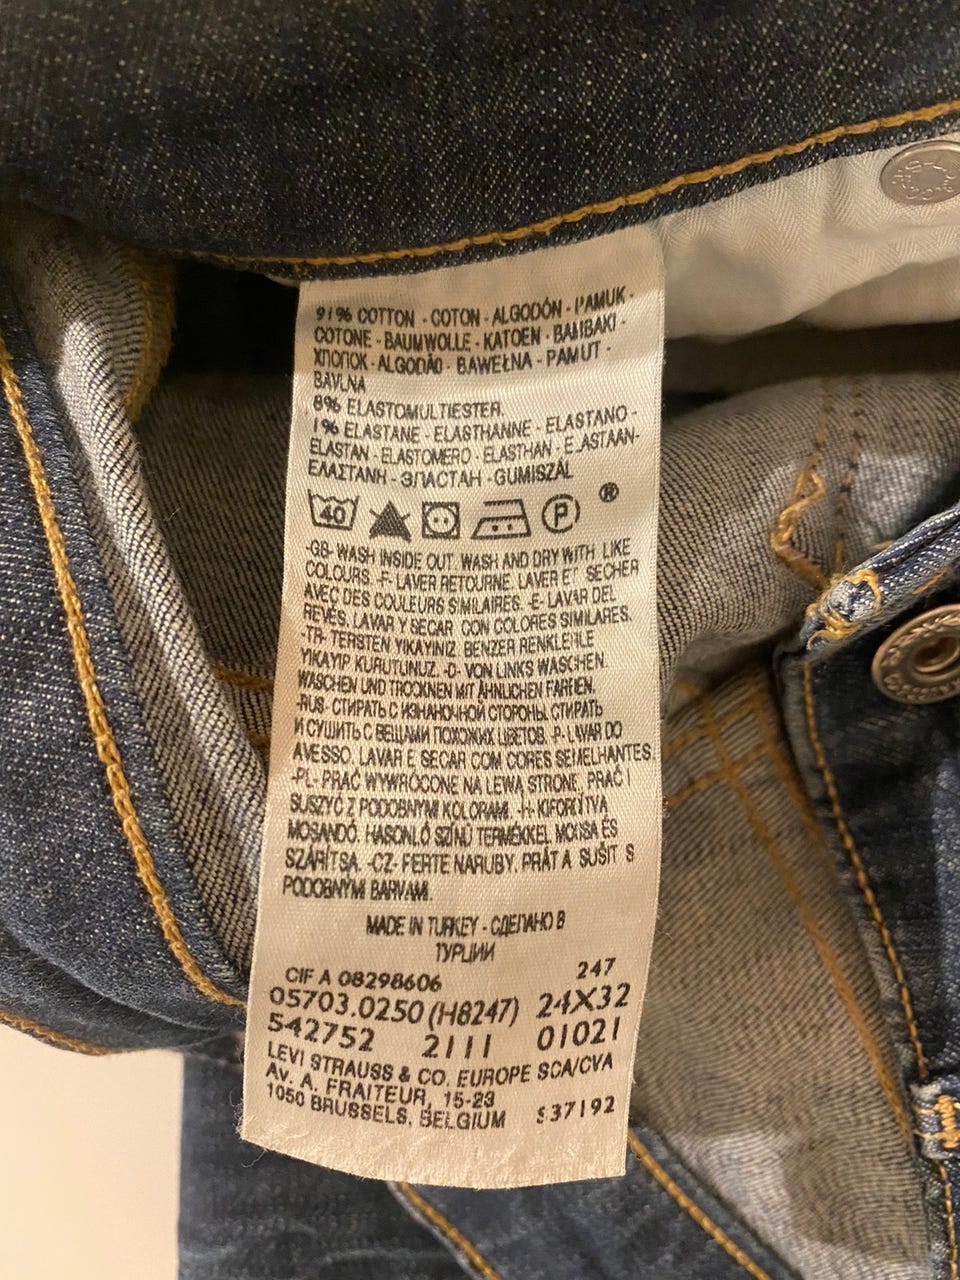 91% COTTON - COTON - ALGODÓN - PAMUK -
COTONE - BAUMWOLLE - KATOEN - BAMBAKI -
ХЛОПОК - ALGODÃO - BAWEŁNA - PAMUT -
BAVLNA
8% ELASTOMULTIESTER.
1% ELASTANE - ELASTHANNE - ELASTANO -
ELASTAN - ELASTOMERO - ELASTHAN - ELASTAAN-
ΕΛΑΣΤΑΝΗ - ЭЛАСТАН -GUMISZÁL
40 P ®
-GB- WASH INSIDE OUT. WASH AND DRY WITH LIKE
COLOURS. -F- LAVER RETOURNE. LAVER ET SECHER
AVEC DES COULEURS SIMILAIRES. -E- LAVAR DEL
REVÉS. LAVAR Y SECAR CON COLORES SIMILARES.
-TR- TERSTEN YIKAYINIZ. BENZER RENKLERLE
YIKAYIP KURUTUNUZ. -D- VON LINKS WASCHEN.
WASCHEN UND TROCKNEN MIT ÄHNLICHEN FARBEN.
-RUS- СТИРАТЬ С ИЗНАНОЧНОЙ СТОРОНЫ. СТИРАТЬ
И СУШИТЬ С ВЕЩАМИ ПОХОЖИХ ЦВЕТОВ. -P- LAVAR DO
AVESSO. LAVAR E SECAR COM CORES SEMELHANTES
-PL- PRAĆ WYWRÓCONE NA LEWA STRONE. PRAĆ I
SUSZYĆ Z PODOBNYMI KOLORAMI. -H- KIFORDÍTVA
MOSANDÓ. HASONLÓ SZÍNÜ TERMÉKKEL MOSSA ÉS
SZÁRÍTSA. -CZ- PERTE NARUBY. PRÁT A SUŠIT S
PODOBNÝMI BARVAMI.
MADE IN TURKEY - СДЕЛАНО В
ТУРЦИИ
CIF A 08298606 247
05703.0250 (H8247) 24X32
542752 2111 01021
LEVI STRAUSS & CO. EUROPE SCA/CVA
AV. A. FRAITEUR, 15-23
1050 BRUSSELS, BELGIUM S37192